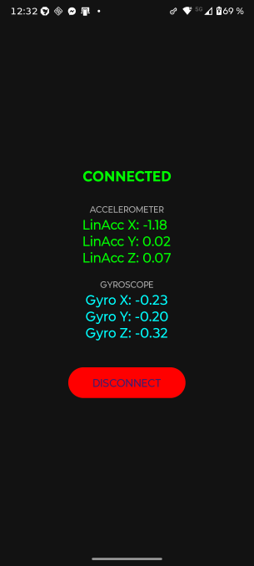 12:32
5G
69 %
CONNECTED
ACCELEROMETER
LinAcc X: -1.18
LinAcc Y: 0.02
LinAcc Z: 0.07
GYROSCOPE
Gyro X: -0.23
Gyro Y: -0.20
Gyro Z: -0.32
DISCONNECT